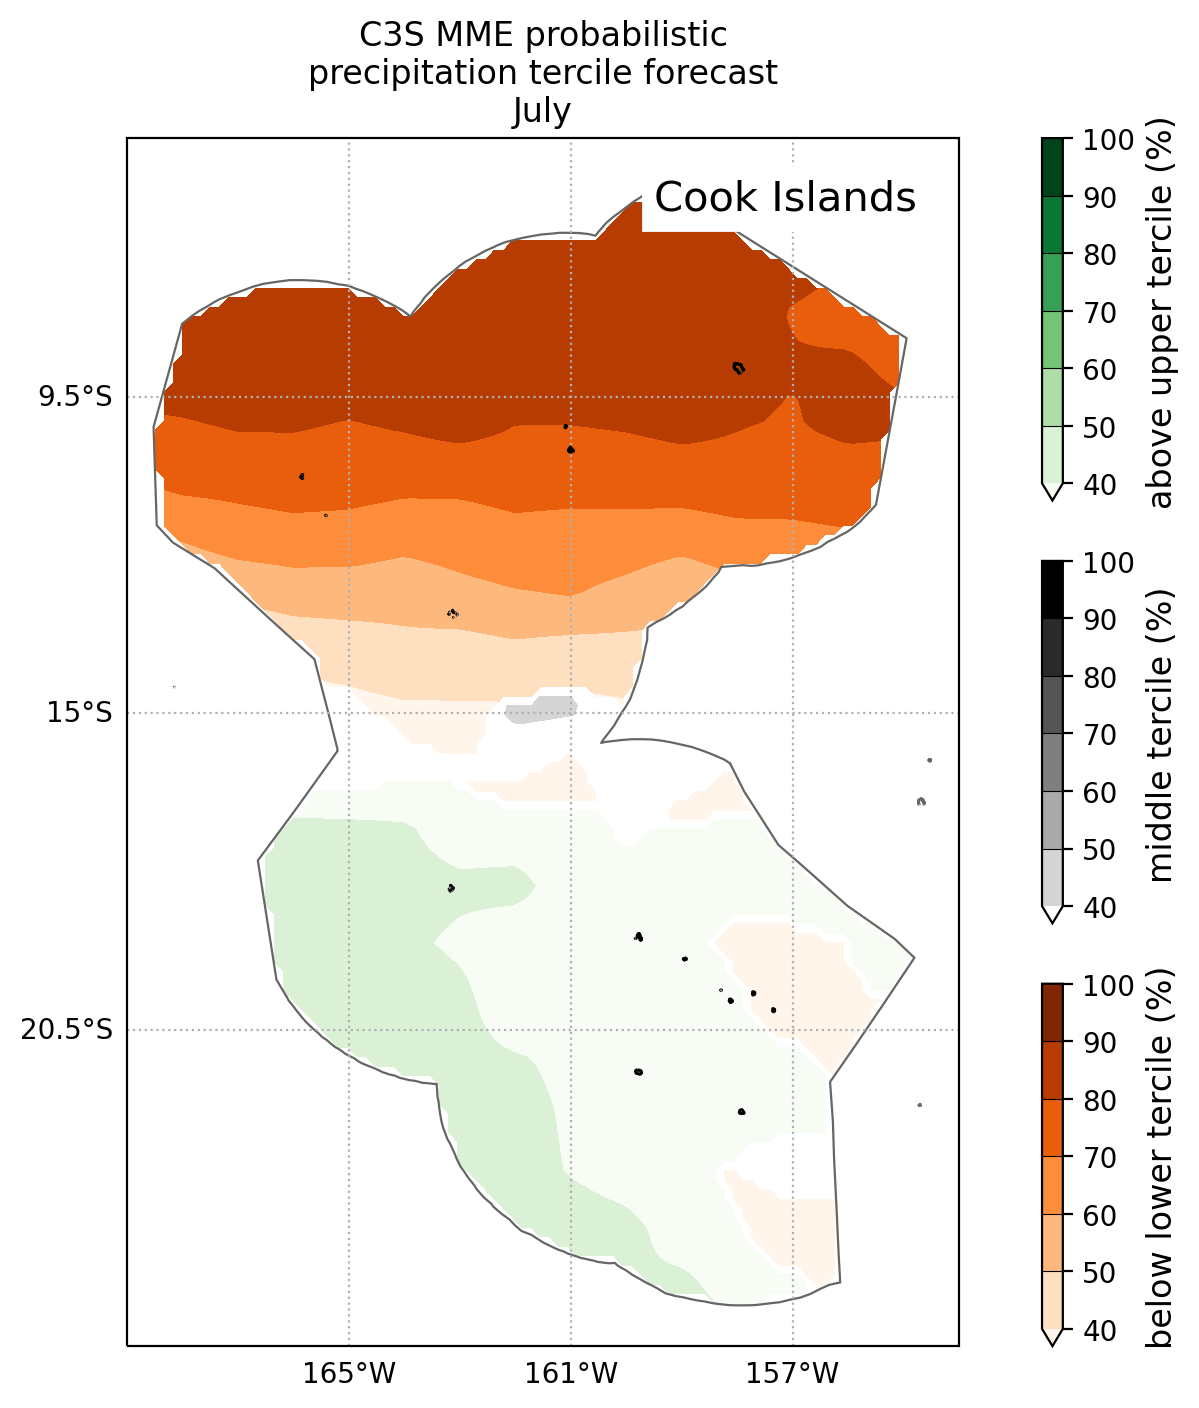 C3S MME probabilistic
precipitation tercile forecast
July
Cook Islands
9.5°S
15°S
20.5°S
165°W
161°W
157°W
100
90
80
70
60
50
40
above upper tercile (%)
100
90
80
70
60
50
40
middle tercile (%)
100
90
80
70
60
50
40
below lower tercile (%)